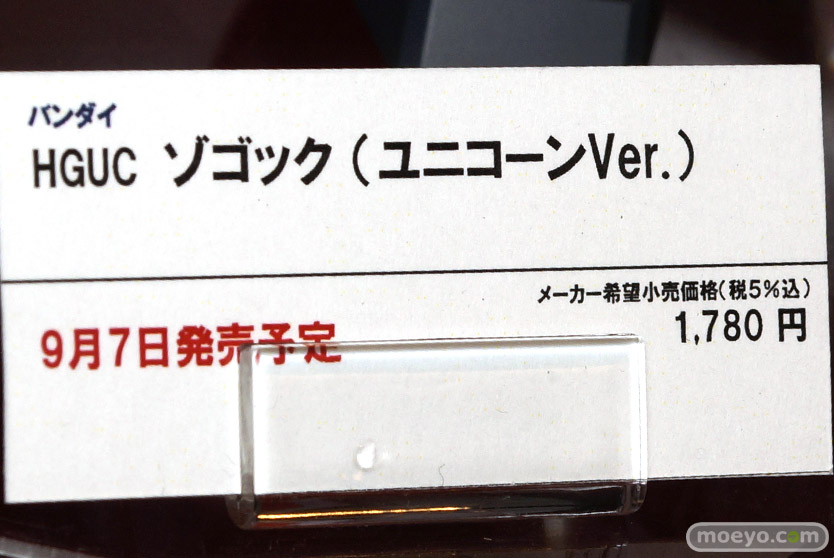 バンダイ
HGUC ゾゴック（ユニコーンVer.）
メーカー希望小売価格（税5％込）
1,780 円
9月7日発売予定
moeyo.com